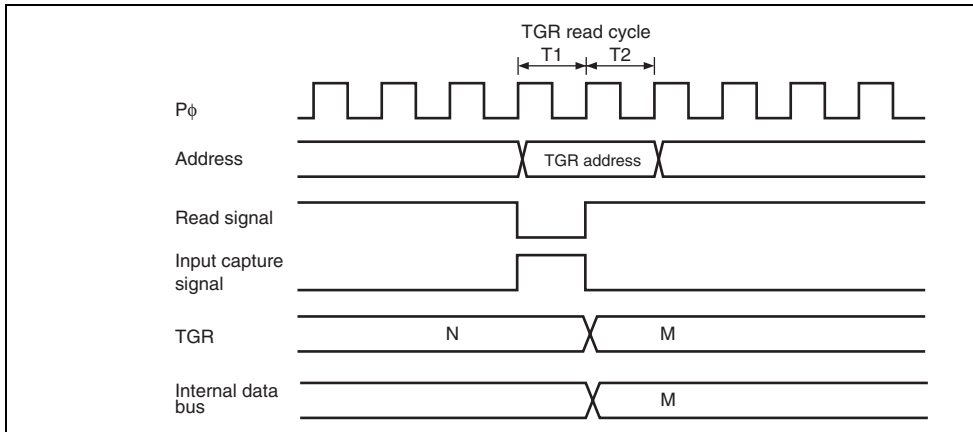 TGR read cycle
T1 T2
Pϕ
Address
TGR address
Read signal
Input capture
signal
TGR
N
M
Internal data
bus
M